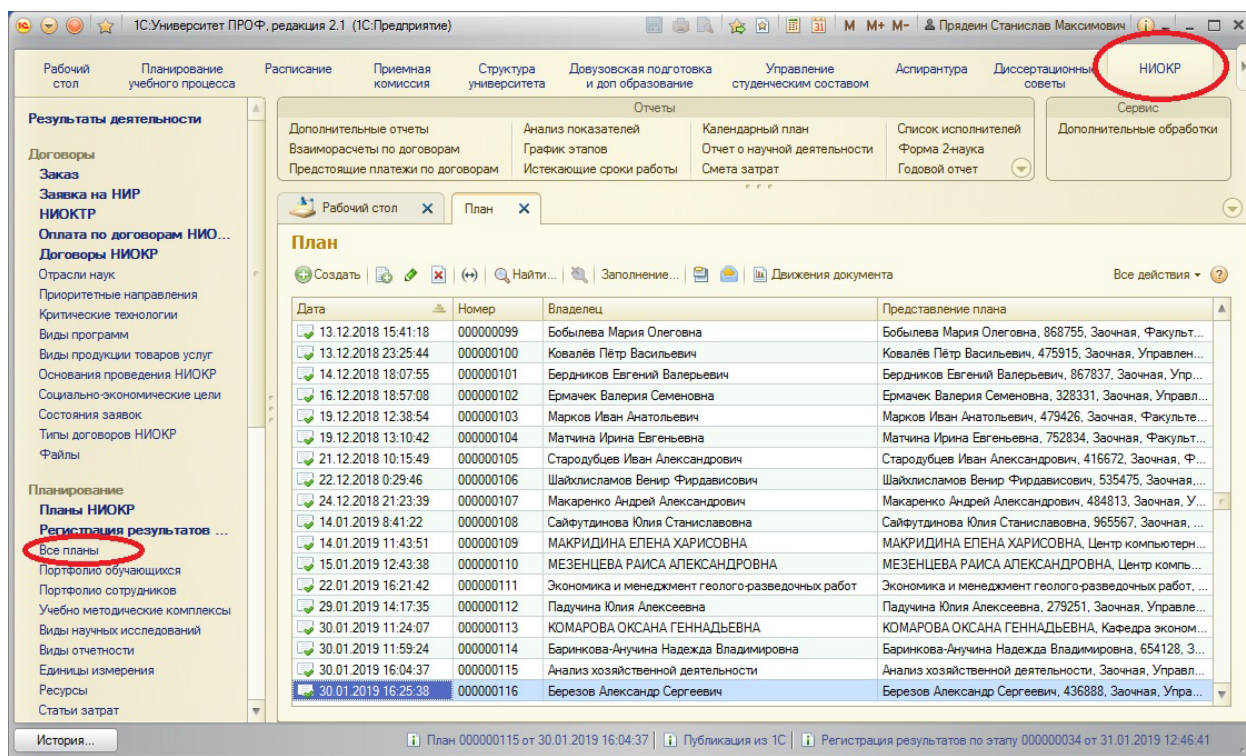 1С:Университет ПРОФ, редакция 2.1 (1С:Предприятие)
M M+ M-
Прядеин Станислав Максимович
Рабочий стол
Планирование учебного процесса
Расписание
Приемная комиссия
Структура университета
Довузовская подготовка и доп образование
Управление студенческим составом
Аспирантура
Диссертационные советы
НИОКР
Результаты деятельности
Договоры
Заказ
Заявка на НИР
НИОКТР
Оплата по договорам НИО...
Договоры НИОКР
Отрасли наук
Приоритетные направления
Критические технологии
Виды программ
Виды продукции товаров услуг
Основания проведения НИОКР
Социально-экономические цели
Состояния заявок
Типы договоров НИОКР
Файлы
Планирование
Планы НИОКР
Регистрация результатов ...
Все планы
Портфолио обучающихся
Портфолио сотрудников
Учебно методические комплексы
Виды научных исследований
Виды отчетности
Единицы измерения
Ресурсы
Статьи затрат
Отчеты
Дополнительные отчеты Анализ показателей Календарный план Список исполнителей
Взаиморасчеты по договорам График этапов Отчет о научной деятельности Форма 2-наука
Предстоящие платежи по договорам Истекающие сроки работы Смета затрат Годовой отчет
Сервис
Дополнительные обработки
Рабочий стол План
План
Создать Найти... Заполнение... Движения документа Все действия
Дата Номер Владелец Представление плана
13.12.2018 15:41:18 000000099 Бобылева Мария Олеговна Бобылева Мария Олеговна, 868755, Заочная, Факульт...
13.12.2018 23:25:44 000000100 Ковалёв Пётр Васильевич Ковалёв Пётр Васильевич, 475915, Заочная, Управлен...
14.12.2018 18:07:55 000000101 Бердников Евгений Валерьевич Бердников Евгений Валерьевич, 867837, Заочная, Упр...
16.12.2018 18:57:08 000000102 Ермачек Валерия Семеновна Ермачек Валерия Семеновна, 328331, Заочная, Управл...
19.12.2018 12:38:54 000000103 Марков Иван Анатольевич Марков Иван Анатольевич, 479426, Заочная, Факульте...
19.12.2018 13:10:42 000000104 Матчина Ирина Евгеньевна Матчина Ирина Евгеньевна, 752834, Заочная, Факульт...
21.12.2018 10:15:49 000000105 Стародубцев Иван Александрович Стародубцев Иван Александрович, 416672, Заочная, Ф...
22.12.2018 0:29:46 000000106 Шайхлисламов Венир Фирдависович Шайхлисламов Венир Фирдависович, 535475, Заочная,...
24.12.2018 21:23:39 000000107 Макаренко Андрей Александрович Макаренко Андрей Александрович, 484813, Заочная, У...
14.01.2019 8:41:22 000000108 Сайфутдинова Юлия Станиславовна Сайфутдинова Юлия Станиславовна, 965567, Заочная, ...
14.01.2019 11:43:51 000000109 МАКРИДИНА ЕЛЕНА ХАРИСОВНА МАКРИДИНА ЕЛЕНА ХАРИСОВНА, Центр компьютерн...
15.01.2019 12:43:38 000000110 МЕЗЕНЦЕВА РАИСА АЛЕКСАНДРОВНА МЕЗЕНЦЕВА РАИСА АЛЕКСАНДРОВНА, Центр компь...
22.01.2019 16:21:42 000000111 Экономика и менеджмент геолого-разведочных работ Экономика и менеджмент геолого-разведочных работ, ...
29.01.2019 14:17:35 000000112 Падучина Юлия Алексеевна Падучина Юлия Алексеевна, 279251, Заочная, Управле...
30.01.2019 11:24:07 000000113 КОМАРОВА ОКСАНА ГЕННАДЬЕВНА КОМАРОВА ОКСАНА ГЕННАДЬЕВНА, Кафедра эконом...
30.01.2019 11:59:24 000000114 Баринкова-Анучина Надежда Владимировна Баринкова-Анучина Надежда Владимировна, 654128, З...
30.01.2019 16:04:37 000000115 Анализ хозяйственной деятельности Анализ хозяйственной деятельности, Заочная, Управл...
30.01.2019 16:25:38 000000116 Березов Александр Сергеевич Березов Александр Сергеевич, 436888, Заочная, Упра...
История... План 000000115 от 30.01.2019 16:04:37 Публикация из 1С Регистрация результатов по этапу 000000034 от 31.01.2019 12:46:41